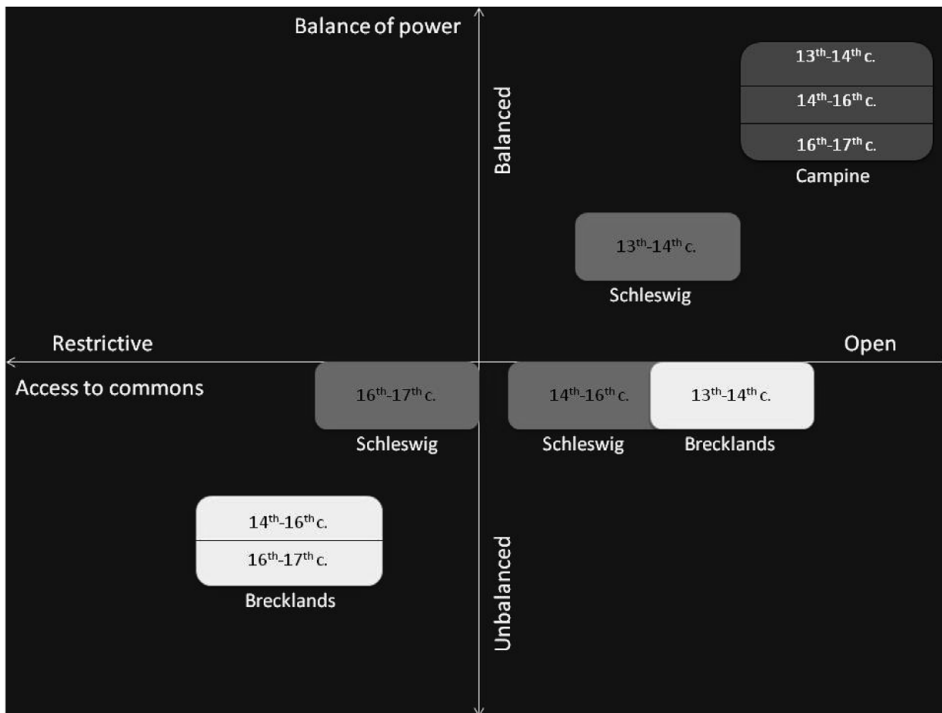 Balance of power
Balanced
13th-14th c.
14th-16th c.
16th-17th c.
Campine
13th-14th c.
Schleswig
Restrictive
Open
Access to commons
16th-17th c.
Schleswig
14th-16th c.
Schleswig
13th-14th c.
Brecklands
14th-16th c.
16th-17th c.
Brecklands
Unbalanced